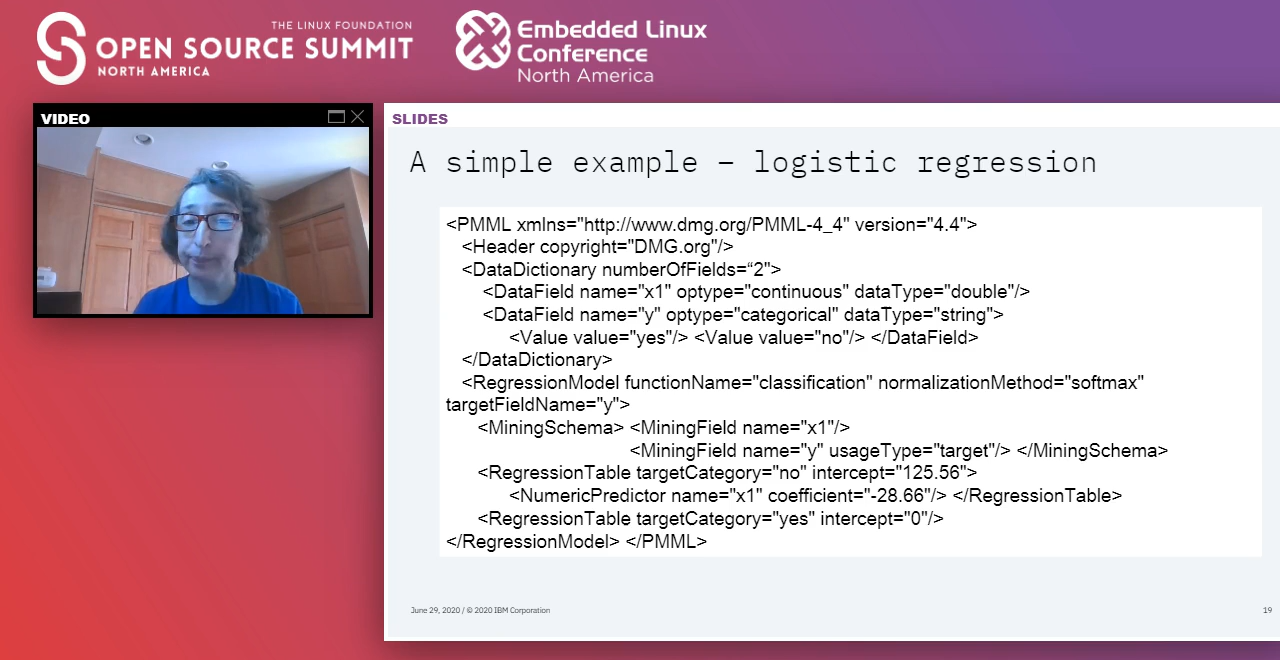 THE LINUX FOUNDATION
OPEN SOURCE SUMMIT
NORTH AMERICA
Embedded Linux
Conference
North America
VIDEO
SLIDES
A simple example – logistic regression
<PMML xmlns="http://www.dmg.org/PMML-4_4" version="4.4">
<Header copyright="DMG.org"/>
<DataDictionary numberOfFields=“2">
<DataField name="x1" optype="continuous" dataType="double"/>
<DataField name="y" optype="categorical" dataType="string">
<Value value="yes"/> <Value value="no"/> </DataField>
</DataDictionary>
<RegressionModel functionName="classification" normalizationMethod="softmax"
targetFieldName="y">
<MiningSchema> <MiningField name="x1"/>
<MiningField name="y" usageType="target"/> </MiningSchema>
<RegressionTable targetCategory="no" intercept="125.56">
<NumericPredictor name="x1" coefficient="-28.66"/> </RegressionTable>
<RegressionTable targetCategory="yes" intercept="0"/>
</RegressionModel> </PMML>
June 29, 2020 / © 2020 IBM Corporation
19